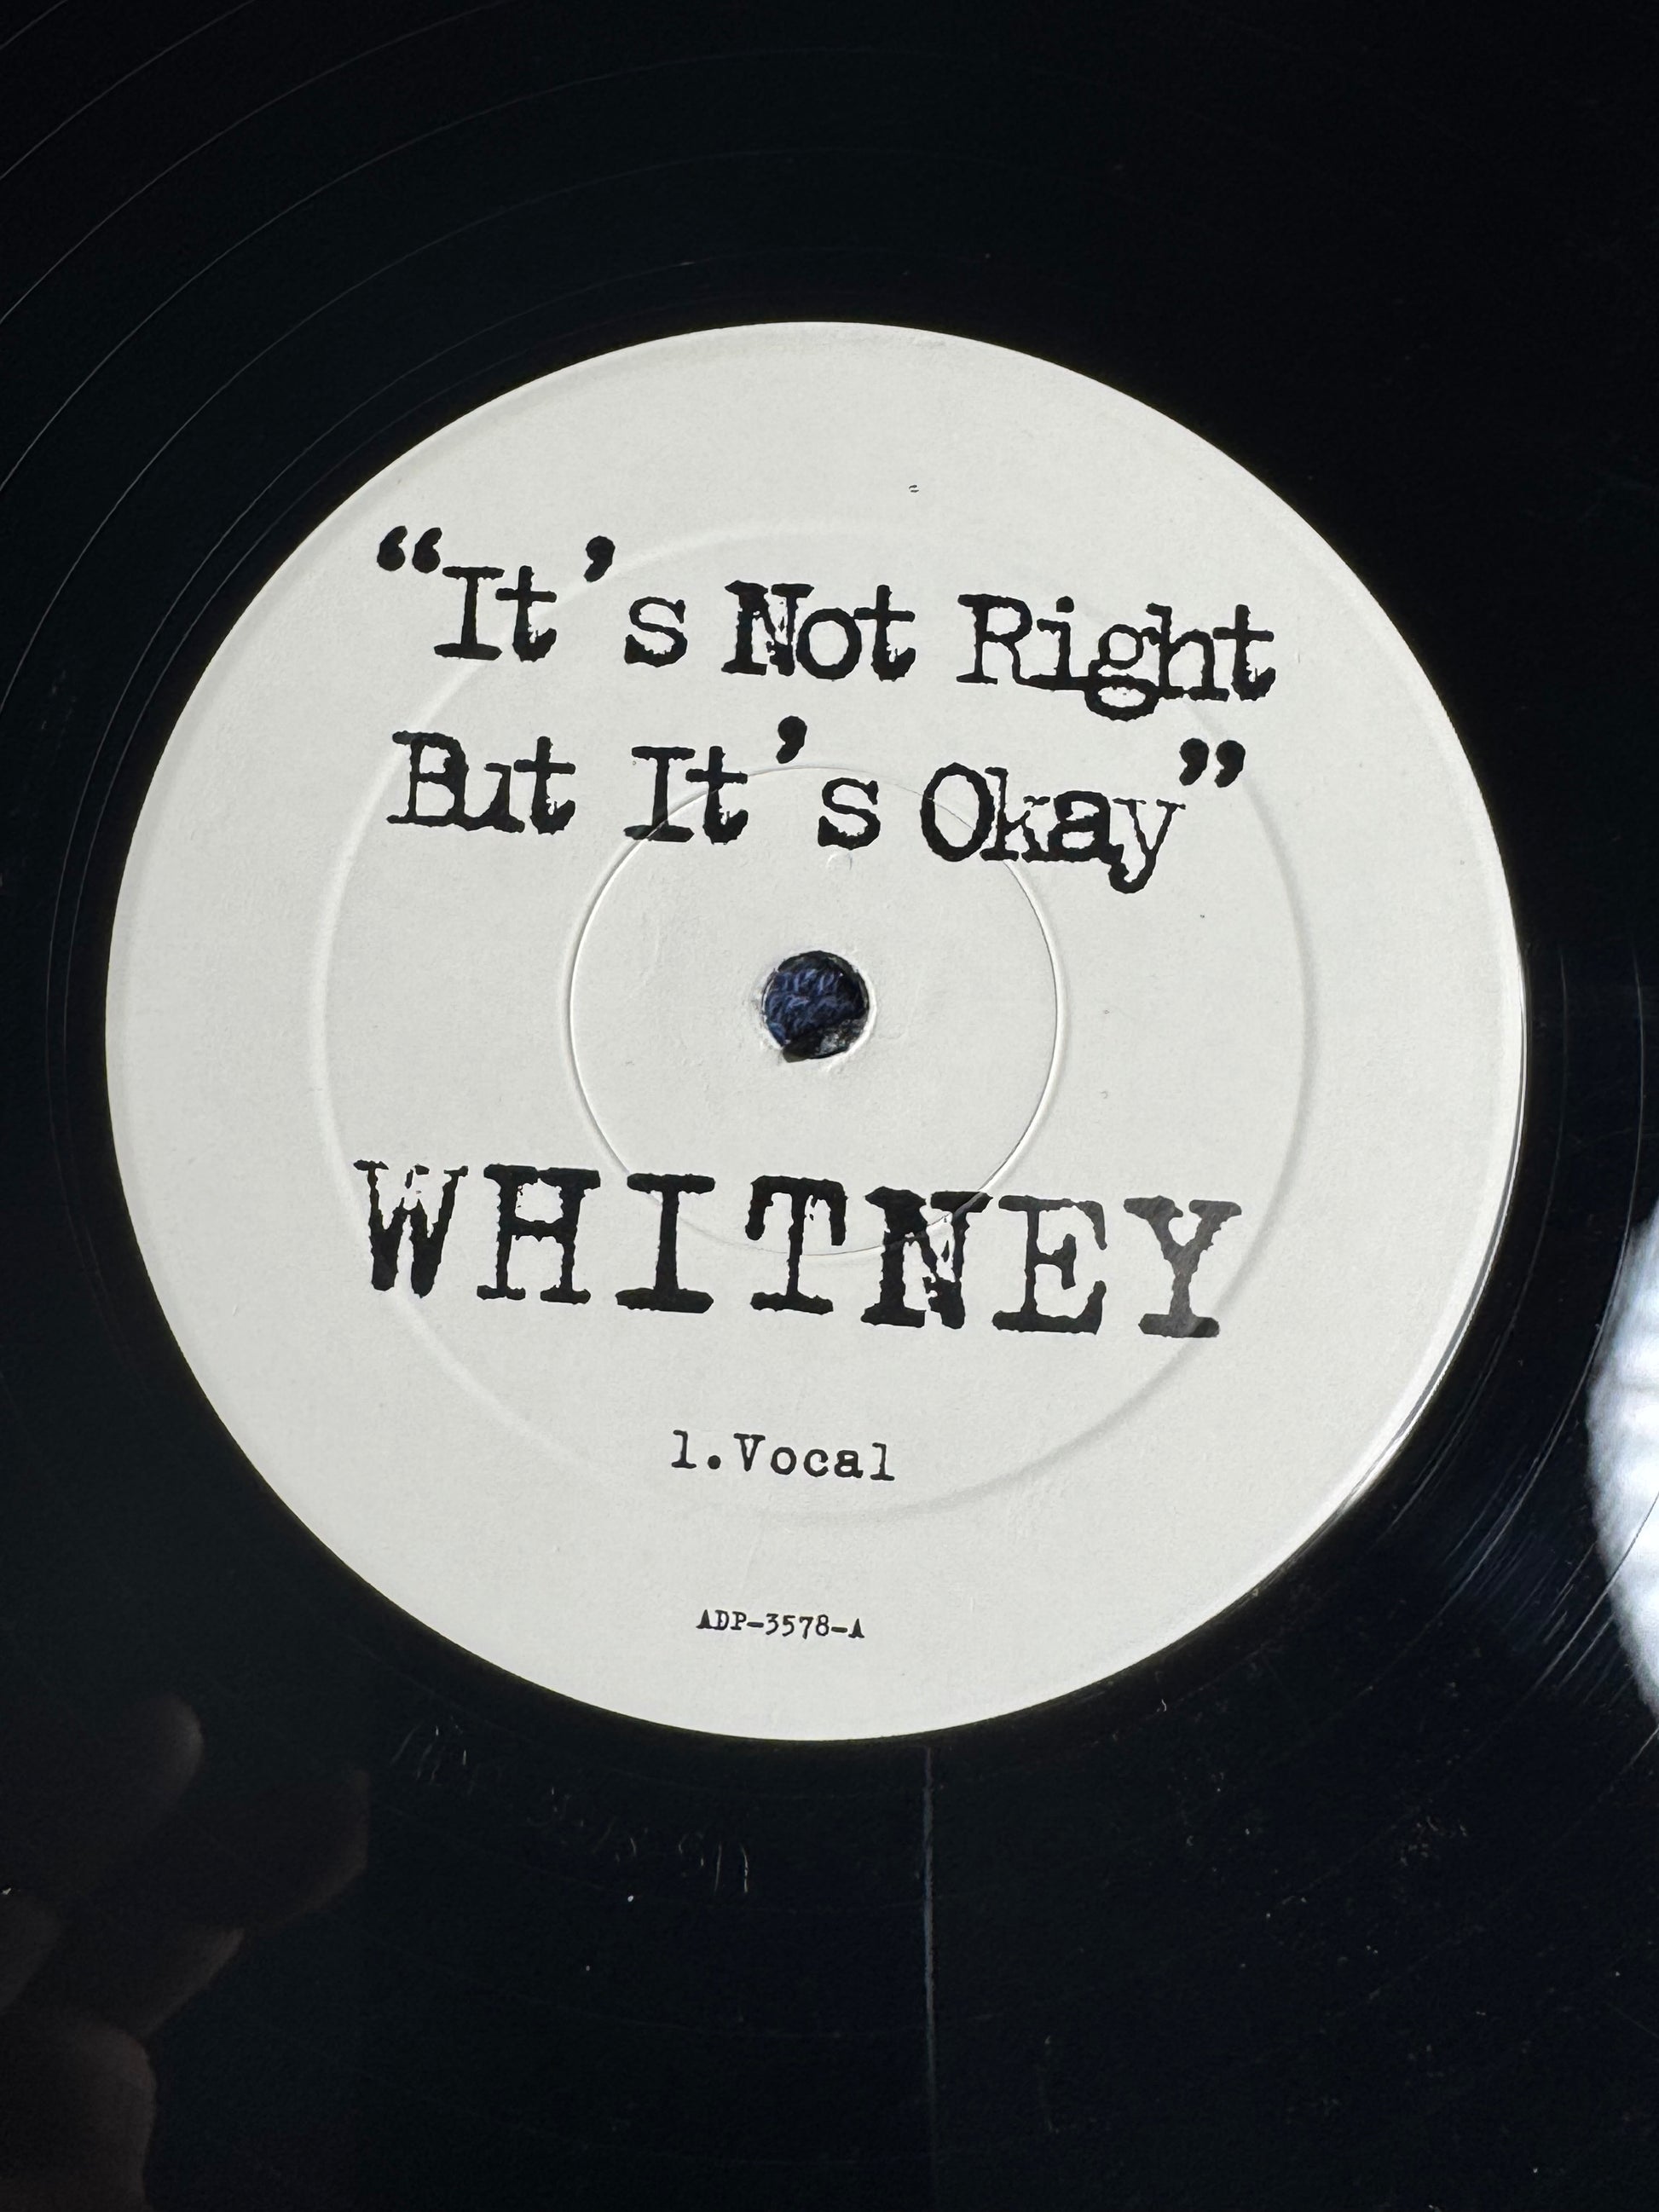 “It’s Not Right
But It’s Okay”
WHITNEY
1.Vocal
ADP-3578-A